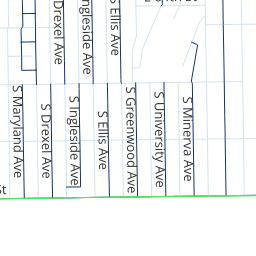 Drexel Ave
Ingleside Ave
S Ellis Ave
S Maryland Ave
S Drexel Ave
S Ingleside Ave
S Ellis Ave
S Greenwood Ave
S University Ave
S Minerva Ave
St